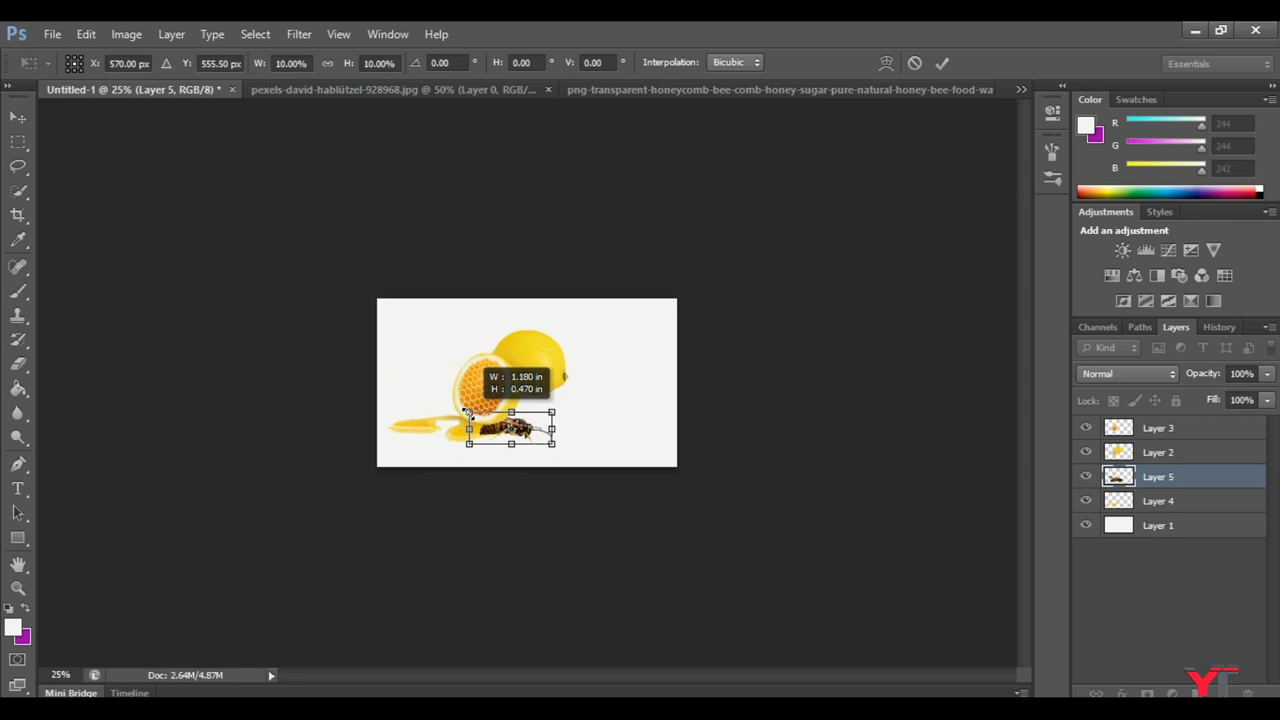 Ps File Edit Image Layer Type Select Filter View Window Help
X: 570.00 px Y: 555.50 px W: 10.00% H: 10.00% 0.00 ° H: 0.00 ° V: 0.00 ° Interpolation: Bicubic Essentials
Untitled-1 @ 25% (Layer 5, RGB/8) * × pexels-david-hablützel-928968.jpg @ 50% (Layer 0, RGB/... × png-transparent-honeycomb-bee-comb-honey-sugar-pure-natural-honey-bee-food-wa
Color Swatches
R 244
G 244
B 242
Adjustments Styles
Add an adjustment
Channels Paths Layers History
Kind
Normal Opacity: 100%
Lock: Fill: 100%
Layer 3
Layer 2
Layer 5
Layer 4
Layer 1
W : 1.180 in
H : 0.470 in
25% Doc: 2.64M/4.87M
Mini Bridge Timeline
YT